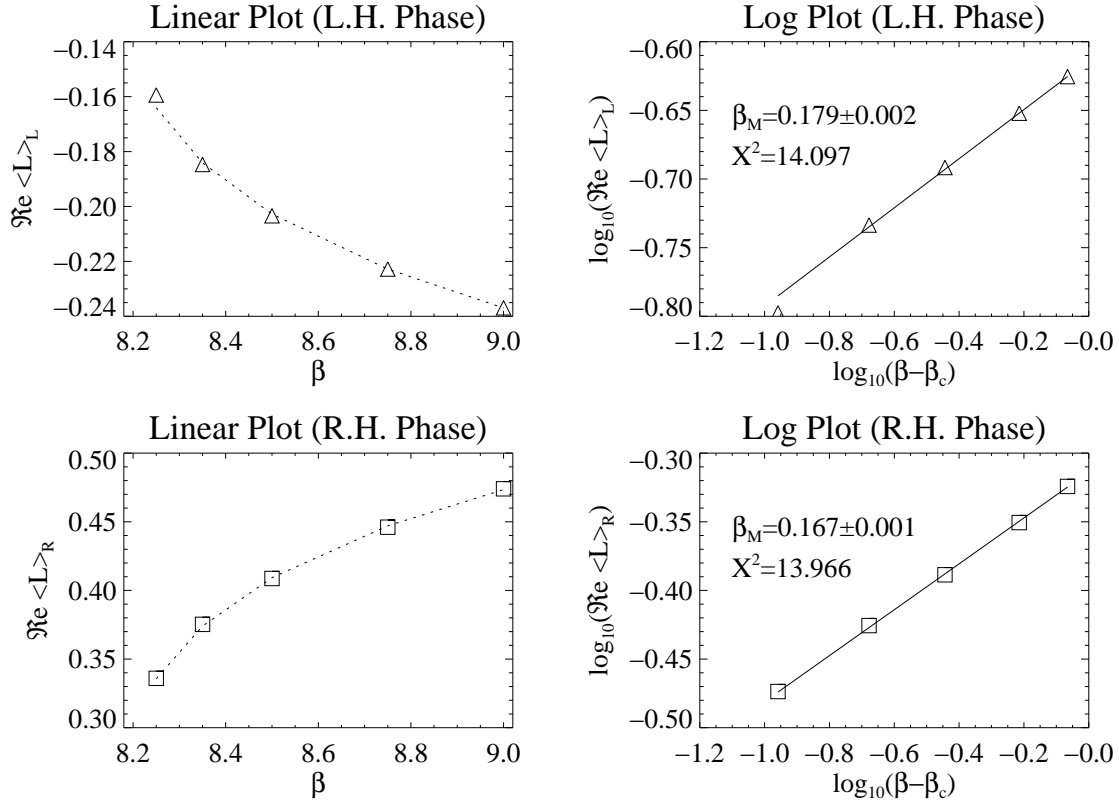 Linear Plot (L.H. Phase)
−0.14
−0.16
−0.18
−0.20
−0.22
−0.24
ℜe <L>L
8.2 8.4 8.6 8.8 9.0
β
Log Plot (L.H. Phase)
−0.60
−0.65
−0.70
−0.75
−0.80
log10(ℜe <L>L)
βM=0.179±0.002
X²=14.097
−1.2 −1.0 −0.8 −0.6 −0.4 −0.2 −0.0
log10(β−βc)
Linear Plot (R.H. Phase)
0.50
0.45
0.40
0.35
0.30
ℜe <L>R
8.2 8.4 8.6 8.8 9.0
β
Log Plot (R.H. Phase)
−0.30
−0.35
−0.40
−0.45
−0.50
log10(ℜe <L>R)
βM=0.167±0.001
X²=13.966
−1.2 −1.0 −0.8 −0.6 −0.4 −0.2 −0.0
log10(β−βc)